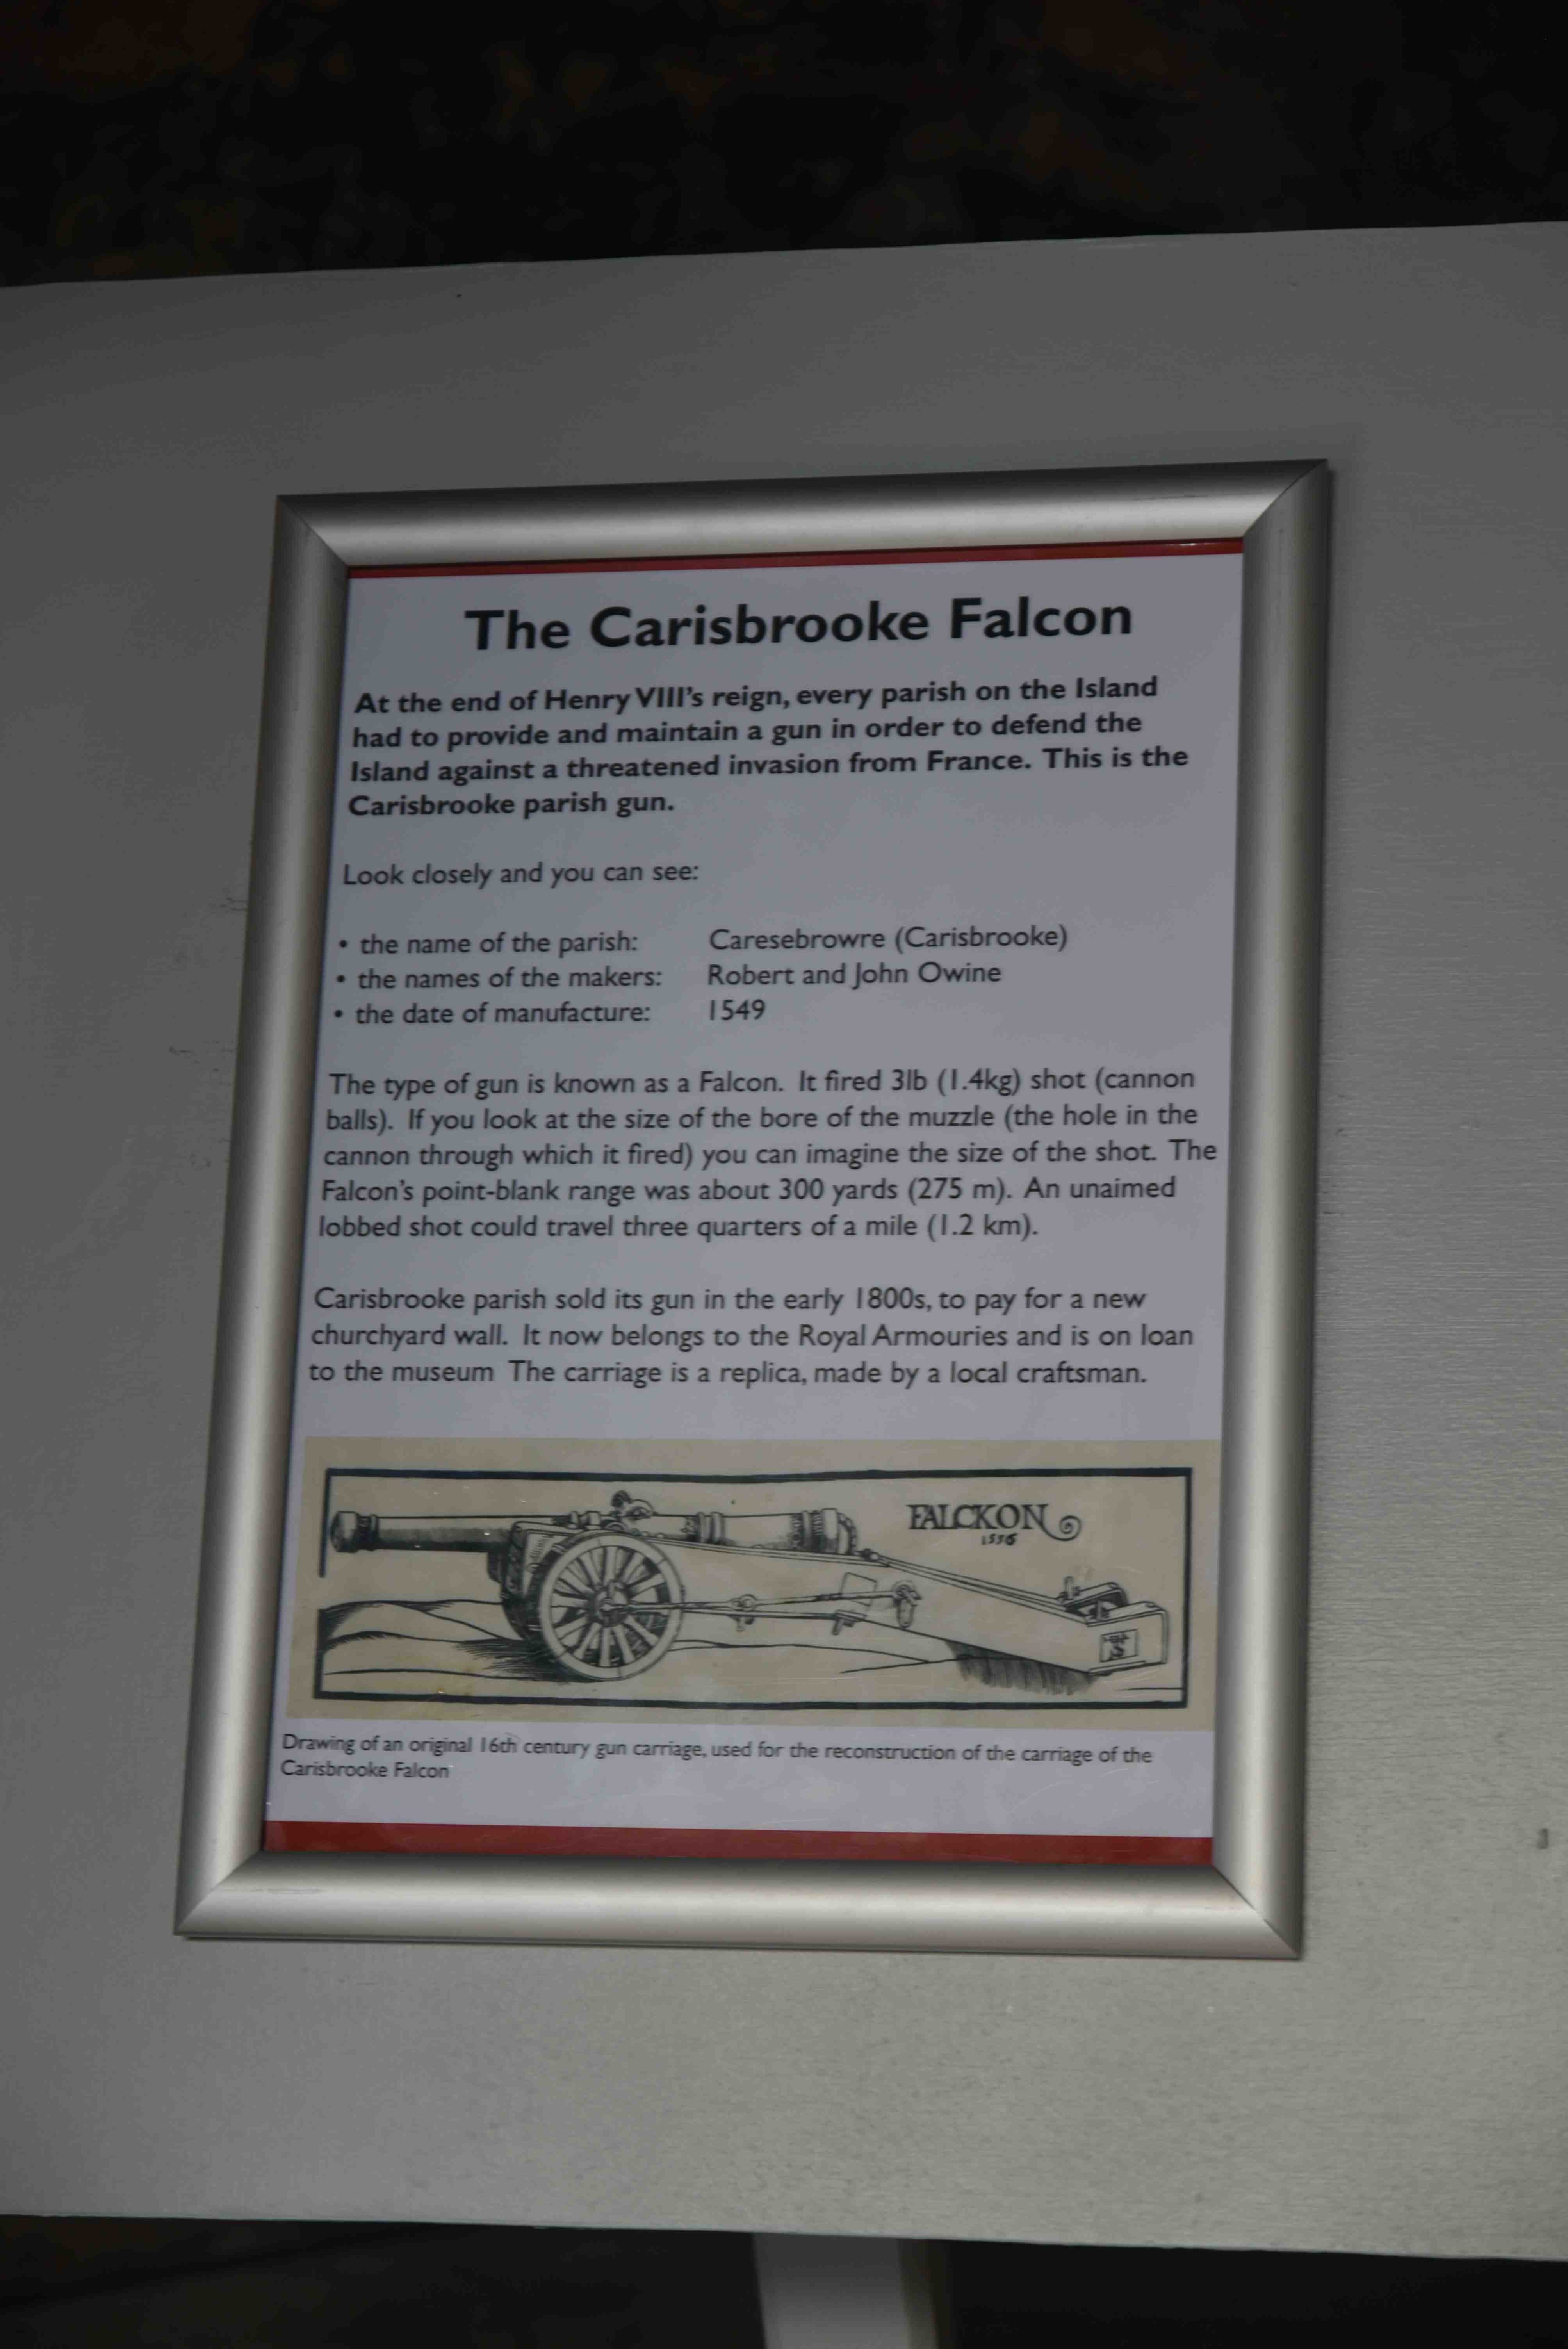 The Carisbrooke Falcon
At the end of Henry VIII's reign, every parish on the Island
had to provide and maintain a gun in order to defend the
Island against a threatened invasion from France. This is the
Carisbrooke parish gun.
Look closely and you can see:
• the name of the parish: Caresebrowre (Carisbrooke)
• the names of the makers: Robert and John Owine
• the date of manufacture: 1549
The type of gun is known as a Falcon. It fired 3lb (1.4kg) shot (cannon
balls). If you look at the size of the bore of the muzzle (the hole in the
cannon through which it fired) you can imagine the size of the shot. The
Falcon's point-blank range was about 300 yards (275 m). An unaimed
lobbed shot could travel three quarters of a mile (1.2 km).
Carisbrooke parish sold its gun in the early 1800s, to pay for a new
churchyard wall. It now belongs to the Royal Armouries and is on loan
to the museum The carriage is a replica, made by a local craftsman.
FALCKON
Drawing of an original 16th century gun carriage, used for the reconstruction of the carriage of the
Carisbrooke Falcon